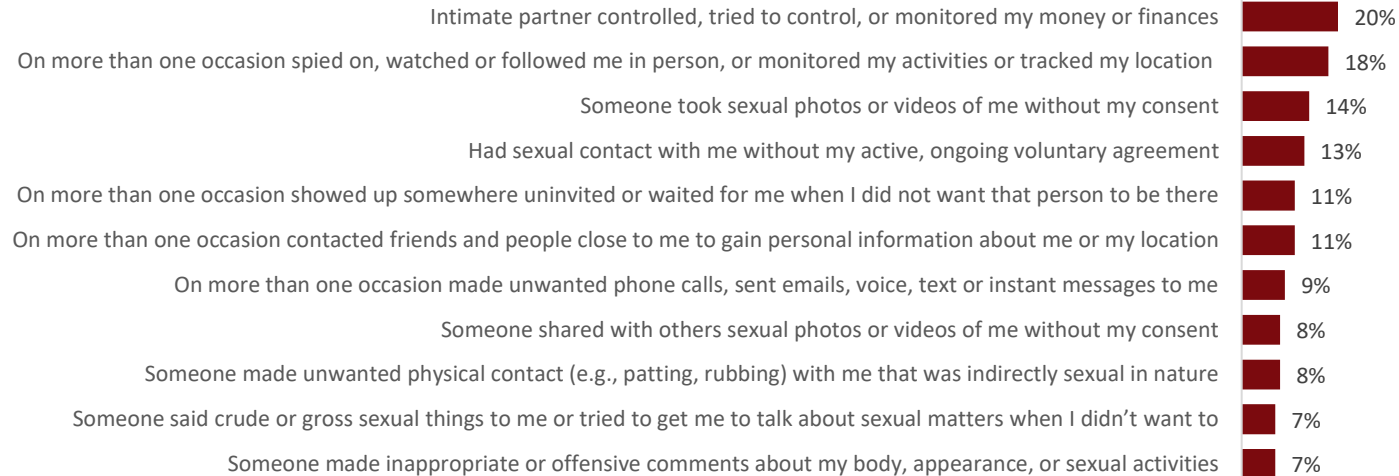 Intimate partner controlled, tried to control, or monitored my money or finances 20%
On more than one occasion spied on, watched or followed me in person, or monitored my activities or tracked my location 18%
Someone took sexual photos or videos of me without my consent 14%
Had sexual contact with me without my active, ongoing voluntary agreement 13%
On more than one occasion showed up somewhere uninvited or waited for me when I did not want that person to be there 11%
On more than one occasion contacted friends and people close to me to gain personal information about me or my location 11%
On more than one occasion made unwanted phone calls, sent emails, voice, text or instant messages to me 9%
Someone shared with others sexual photos or videos of me without my consent 8%
Someone made unwanted physical contact (e.g., patting, rubbing) with me that was indirectly sexual in nature 8%
Someone said crude or gross sexual things to me or tried to get me to talk about sexual matters when I didn’t want to 7%
Someone made inappropriate or offensive comments about my body, appearance, or sexual activities 7%